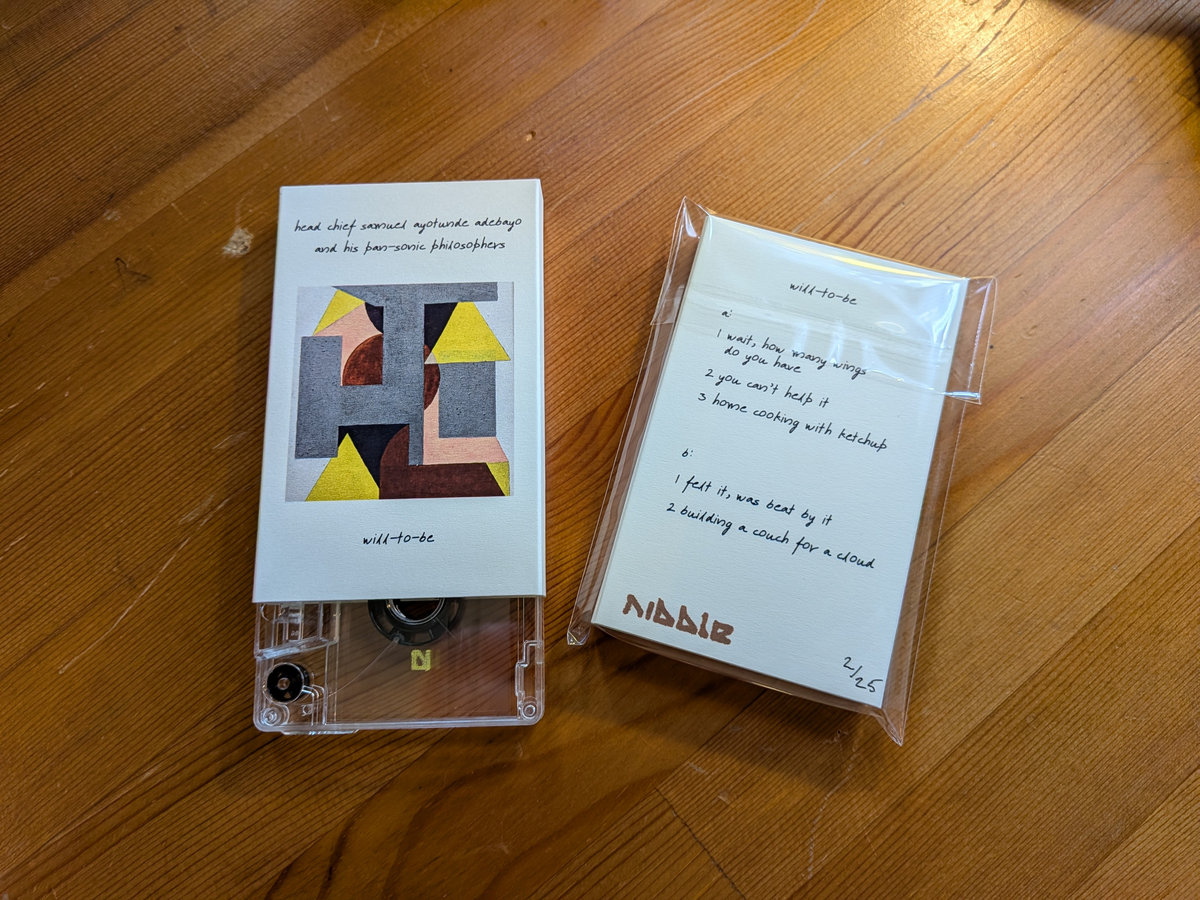 head chief samuel ayotunde adebayo
and his pan-sonic philosophers
will-to-be
N
will-to-be
a:
1 wait, how many wings
do you have
2 you can't help it
3 home cooking with ketchup
b:
1 felt it, was beat by it
2 building a couch for a cloud
2/25